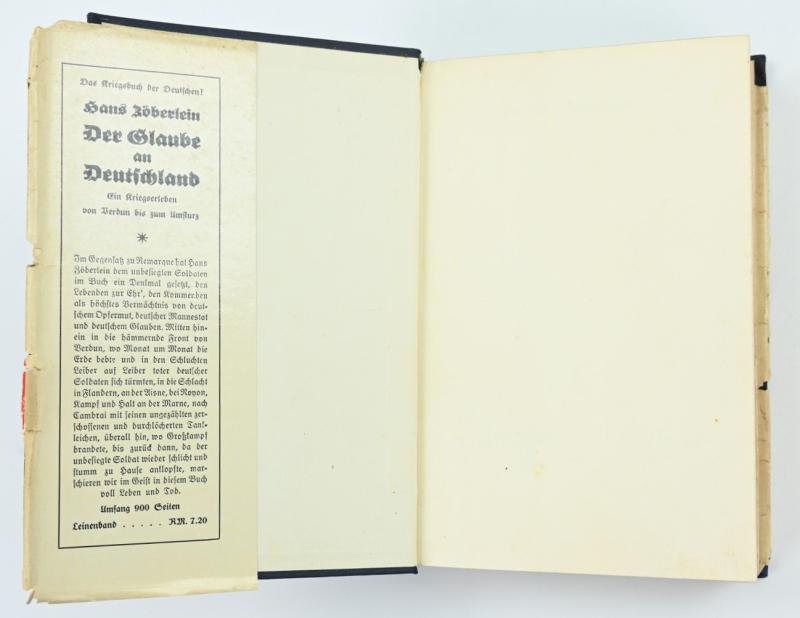 Das Kriegsbuch der Deutschen!
Hans Zöberlein
Der Glaube
an
Deutschland
Ein Kriegserleben
von Verdun bis zum Umsturz
*
Im Gegensatz zu Remarque hat Hans
Zöberlein dem unbesiegten Soldaten
im Buch ein Denkmal gesetzt, den
Lebenden zur Ehr', den Kommenden
als höchstes Vermächtnis von deut-
schem Opfermut, deutscher Mannestat
und deutschem Glauben. Mitten hin-
ein in die hämmernde Front von
Verdun, wo Monat um Monat die
Erde bebte und in den Schluchten
Leiber auf Leiber toter deutscher
Soldaten sich türmten, in die Schlacht
in Flandern, an der Aisne, bei Noyon,
Kampf und Halt an der Marne, nach
Cambrai mit seinen ungezählten zer-
schossenen und durchlöcherten Tank-
leichen, überall hin, wo Großkampf
brandete, bis zurück dann, da der
unbesiegte Soldat wieder schlicht und
stumm zu Hause anklopfte, mar-
schieren wir im Geist in diesem Buch
voll Leben und Tod.
Umfang 900 Seiten
Leinenband . . . . . RM. 7.20